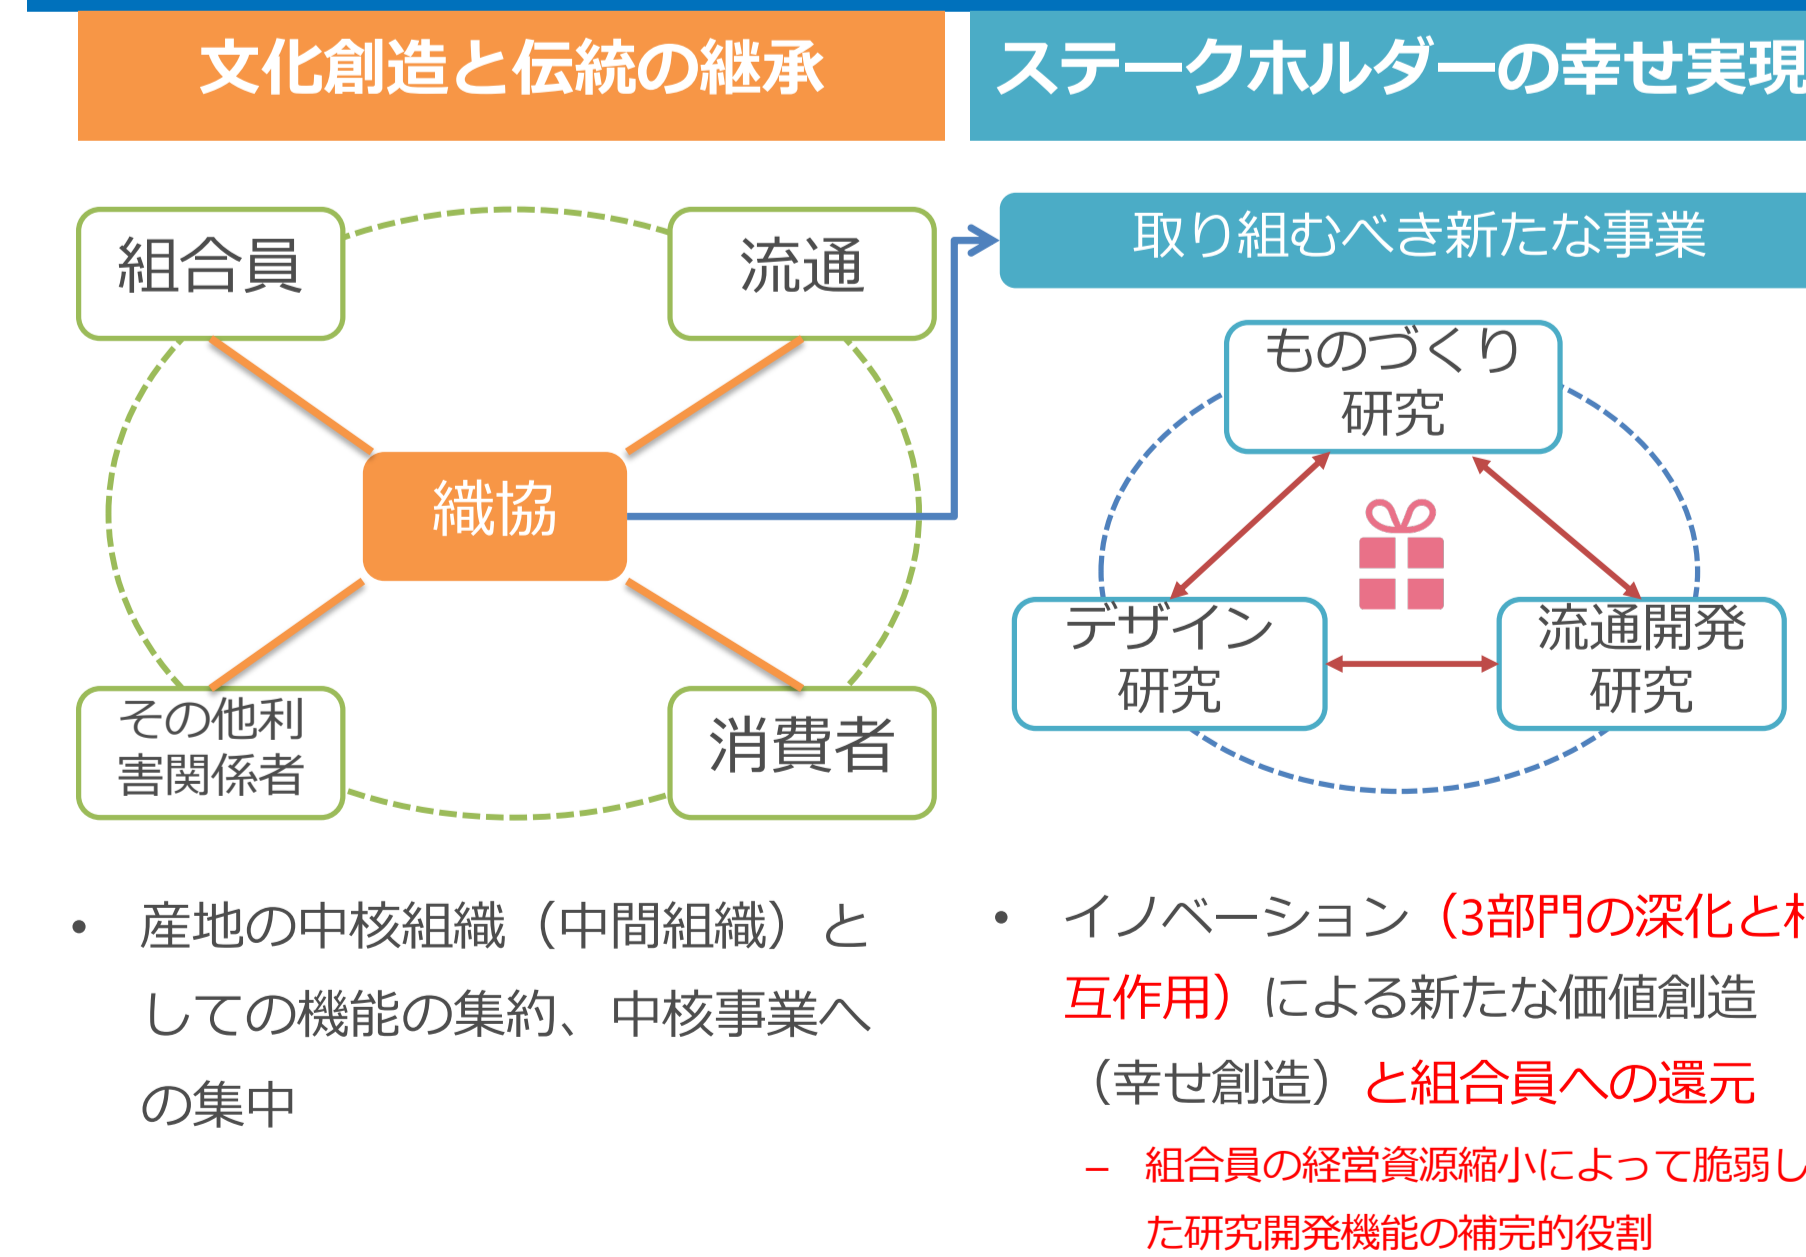 文化創造と伝統の継承
ステークホルダーの幸せ実現
組合員
流通
織協
その他利
害関係者
消費者
取り組むべき新たな事業
ものづくり
研究
デザイン
研究
流通開発
研究
• 産地の中核組織（中間組織）と
しての機能の集約、中核事業へ
の集中
• イノベーション（3部門の深化と
互作用）による新たな価値創造
（幸せ創造）と組合員への還元
– 組合員の経営資源縮小によって脆弱し
た研究開発機能の補完的役割